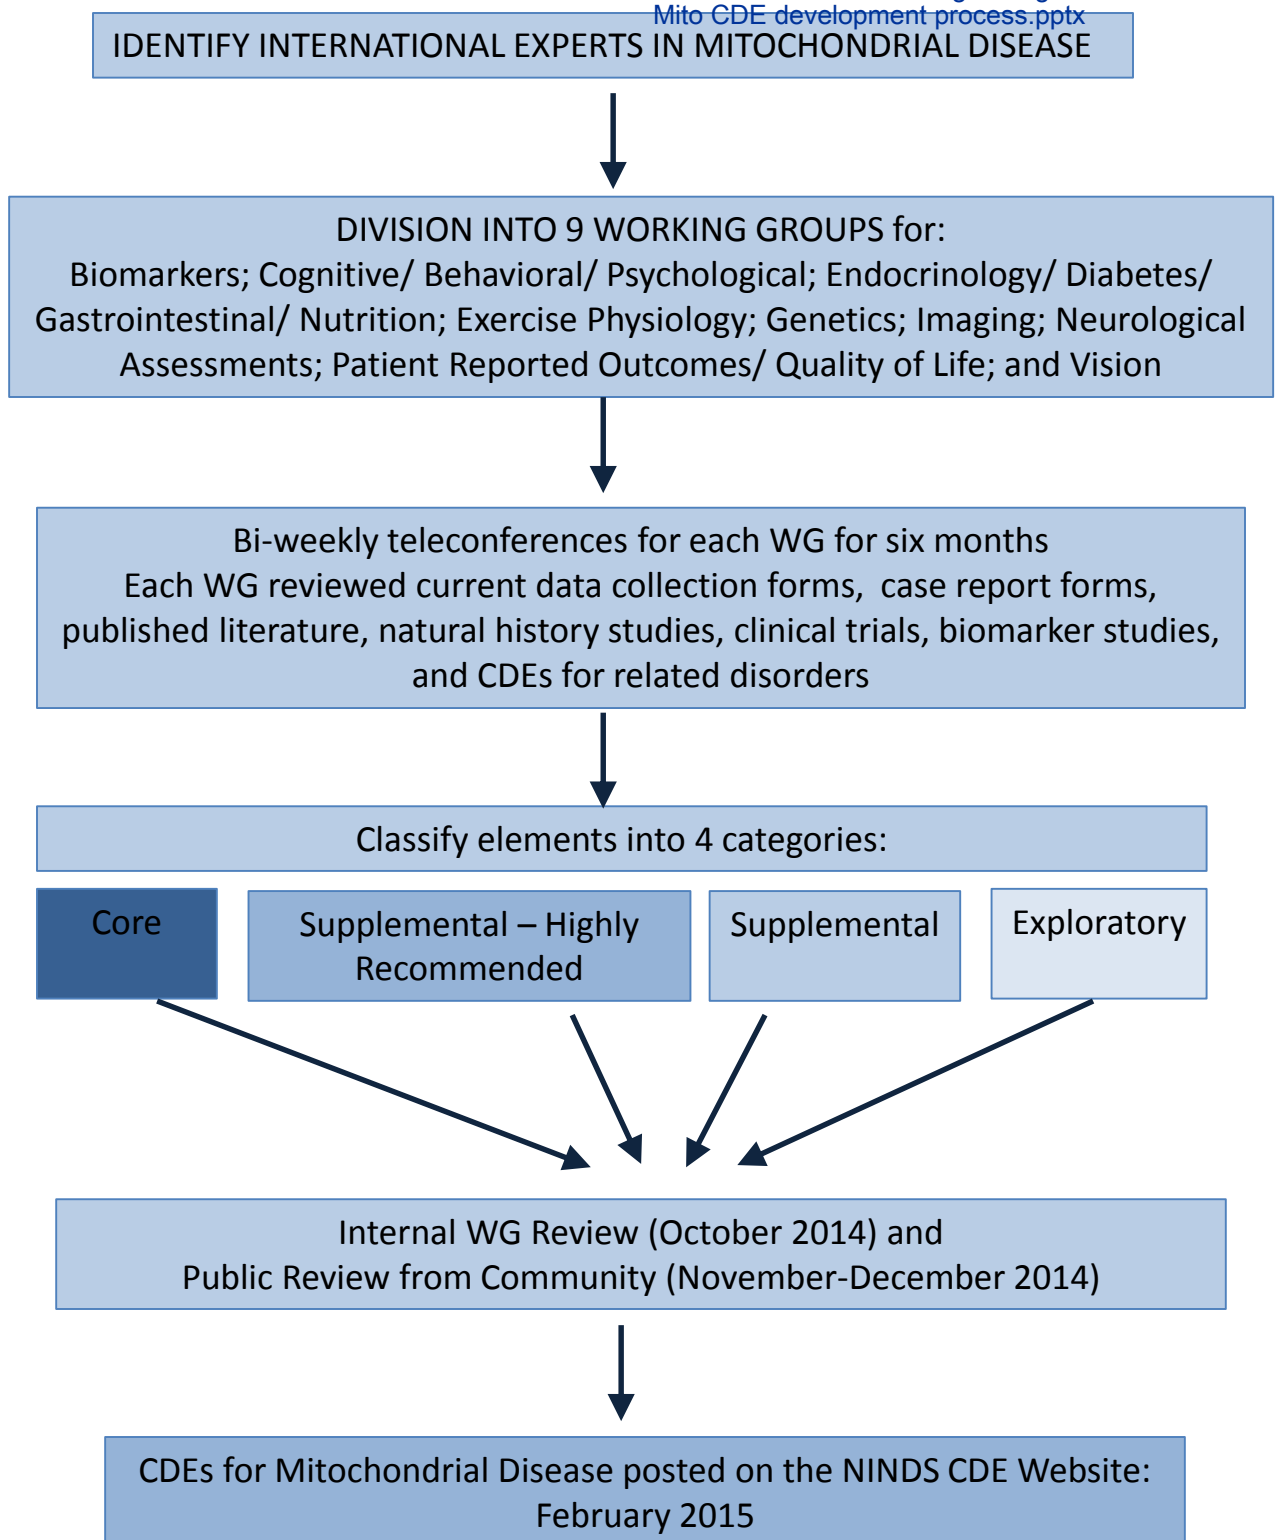 Mito CDE development process.pptx
IDENTIFY INTERNATIONAL EXPERTS IN MITOCHONDRIAL DISEASE
DIVISION INTO 9 WORKING GROUPS for:
Biomarkers; Cognitive/ Behavioral/ Psychological; Endocrinology/ Diabetes/
Gastrointestinal/ Nutrition; Exercise Physiology; Genetics; Imaging; Neurological
Assessments; Patient Reported Outcomes/ Quality of Life; and Vision
Bi-weekly teleconferences for each WG for six months
Each WG reviewed current data collection forms,  case report forms,
published literature, natural history studies, clinical trials, biomarker studies,
and CDEs for related disorders
Classify elements into 4 categories:
Core
Supplemental – Highly
Recommended
Supplemental
Exploratory
Internal WG Review (October 2014) and
Public Review from Community (November-December 2014)
CDEs for Mitochondrial Disease posted on the NINDS CDE Website:
February 2015